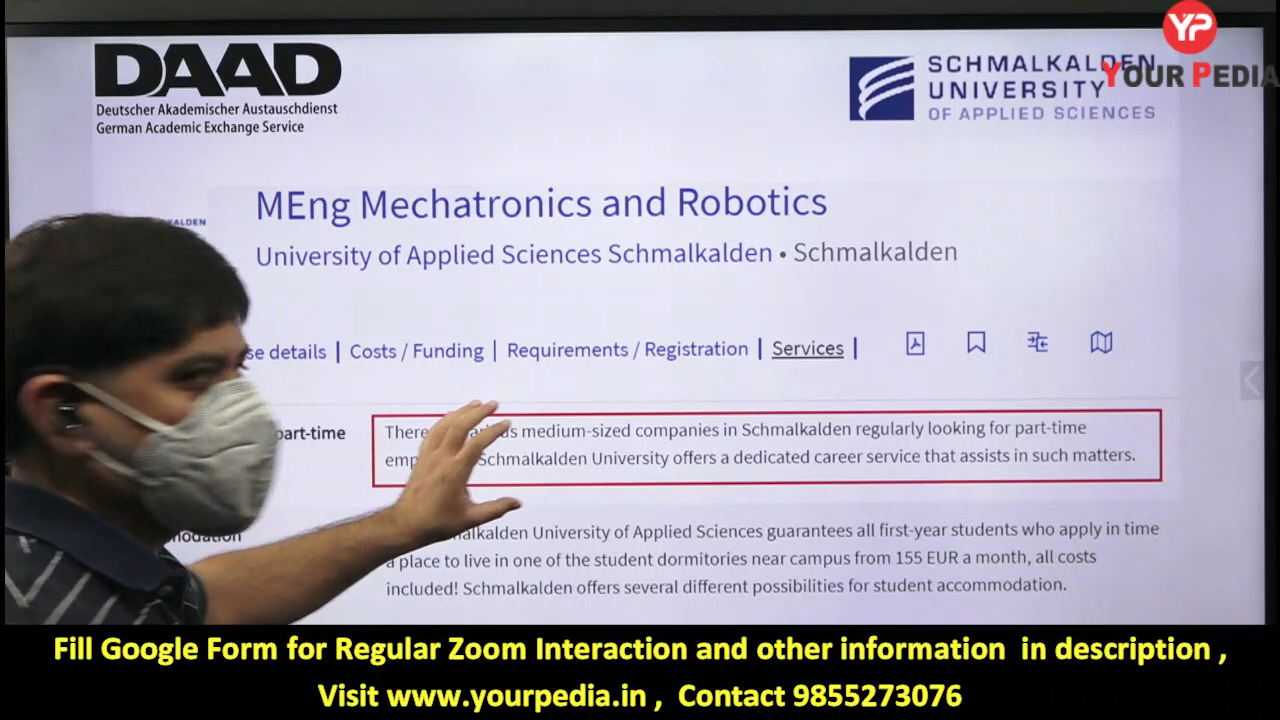 YP
YOUR PEDIA
DAAD
Deutscher Akademischer Austauschdienst
German Academic Exchange Service
SCHMALKALDEN
UNIVERSITY
OF APPLIED SCIENCES
MEng Mechatronics and Robotics
University of Applied Sciences Schmalkalden • Schmalkalden
se details | Costs / Funding | Requirements / Registration | Services |
part-time
There medium-sized companies in Schmalkalden regularly looking for part-time
emp Schmalkalden University offers a dedicated career service that assists in such matters.
alkalden University of Applied Sciences guarantees all first-year students who apply in time
a place to live in one of the student dormitories near campus from 155 EUR a month, all costs
included! Schmalkalden offers several different possibilities for student accommodation.
Fill Google Form for Regular Zoom Interaction and other information in description ,
Visit www.yourpedia.in , Contact 9855273076